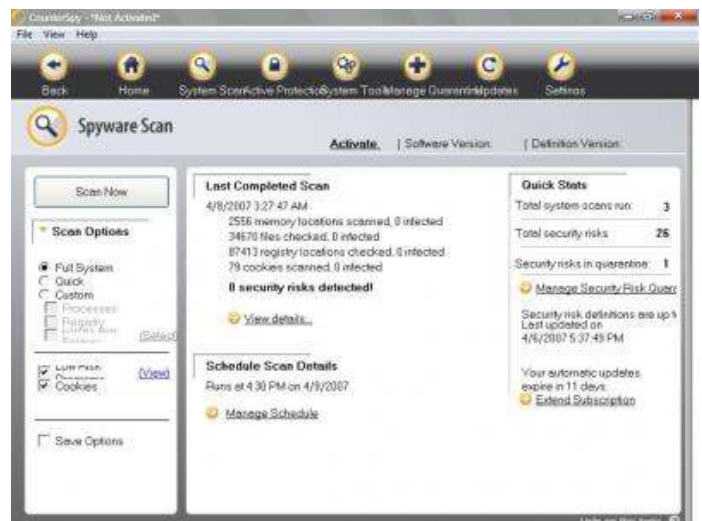 CounterSpy - *Not Activated*
File View Help
Back Home System Scan Active Protection System Tools Manage Quarantine Updates Settings
Spyware Scan
Activate. | Software Version: | Definition Version:
Scan Now
* Scan Options
Full System
Quick
Custom
Processes
Registry
(Select)
(View)
Cookies
Save Options
Last Completed Scan
4/8/2007 3:27:47 AM
2556 memory locations scanned, 0 infected
34670 files checked, 0 infected
87413 registry locations checked, 0 infected
79 cookies scanned, 0 infected
0 security risks detected!
View details...
Schedule Scan Details
Runs at 4:30 PM on 4/9/2007
Manage Schedule
Quick Stats
Total system scans run: 3
Total security risks 26
Security risks in quarantine: 1
Manage Security Risk Quar
Security risk definitions are up t
Last updated on
4/6/2007 5:37:49 PM
Your automatic updates
expire in 11 days.
Extend Subscription